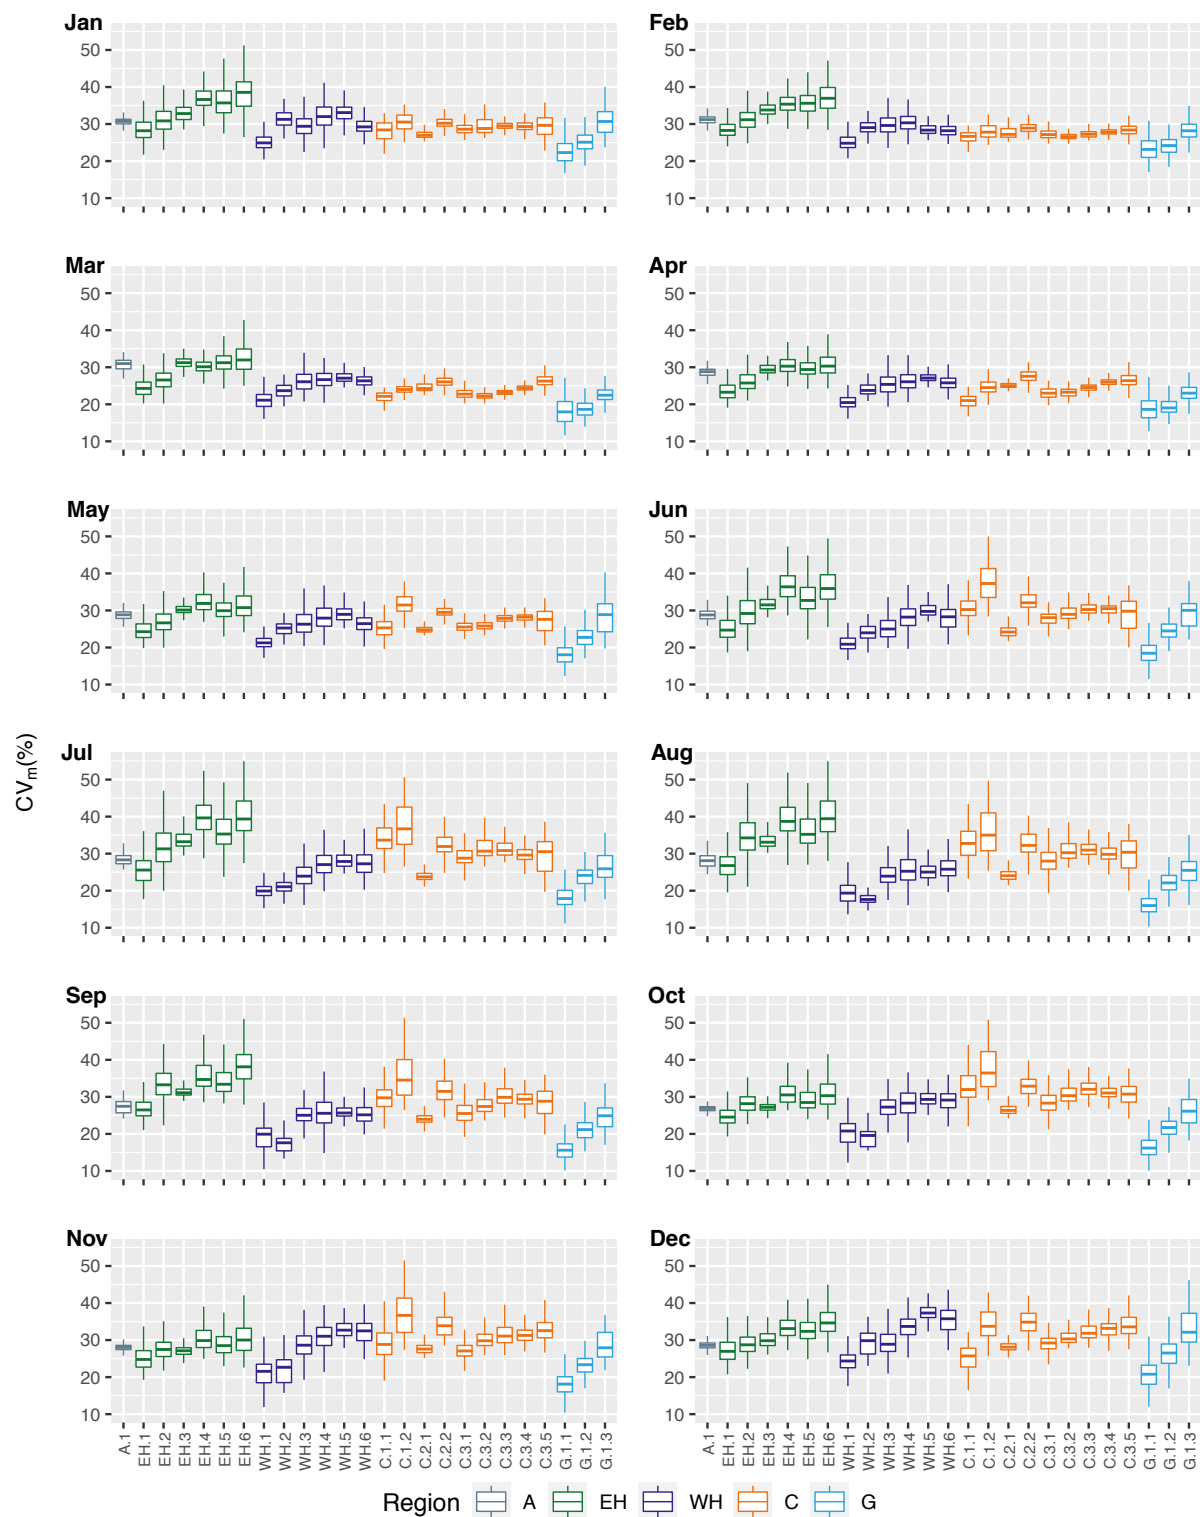 Jan
Feb
50
40
30
20
10
50
40
30
20
10
Mar
Apr
50
40
30
20
10
50
40
30
20
10
May
Jun
50
40
30
20
10
50
40
30
20
10
CVm(%)
Jul
Aug
50
40
30
20
10
50
40
30
20
10
Sep
Oct
50
40
30
20
10
50
40
30
20
10
Nov
Dec
50
40
30
20
10
50
40
30
20
10
A.1
EH.1
EH.2
EH.3
EH.4
EH.5
EH.6
WH.1
WH.2
WH.3
WH.4
WH.5
WH.6
C.1.1
C.1.2
C.2.1
C.2.2
C.3.1
C.3.2
C.3.3
C.3.4
C.3.5
G.1.1
G.1.2
G.1.3
A.1
EH.1
EH.2
EH.3
EH.4
EH.5
EH.6
WH.1
WH.2
WH.3
WH.4
WH.5
WH.6
C.1.1
C.1.2
C.2.1
C.2.2
C.3.1
C.3.2
C.3.3
C.3.4
C.3.5
G.1.1
G.1.2
G.1.3
Region A EH WH C G